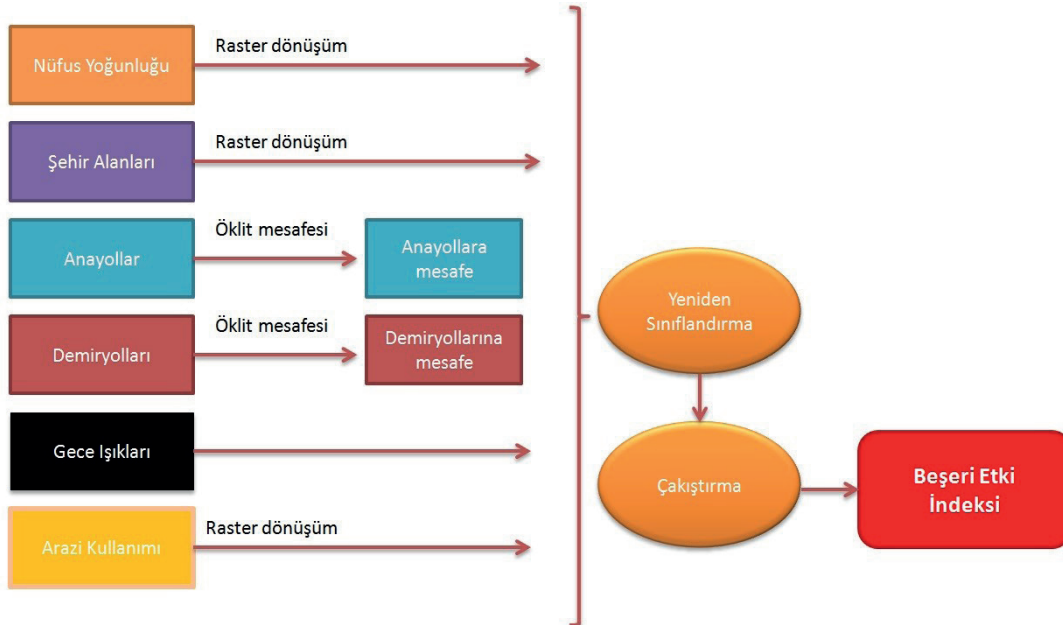 Nüfus Yoğunluğu
Raster dönüşüm
Şehir Alanları
Raster dönüşüm
Anayollar
Öklit mesafesi
Anayollara
mesafe
Demiryolları
Öklit mesafesi
Demiryollarına
mesafe
Gece Işıkları
Arazi Kullanımı
Raster dönüşüm
Yeniden
Sınıflandırma
Çakıştırma
Beşeri Etki
İndeksi